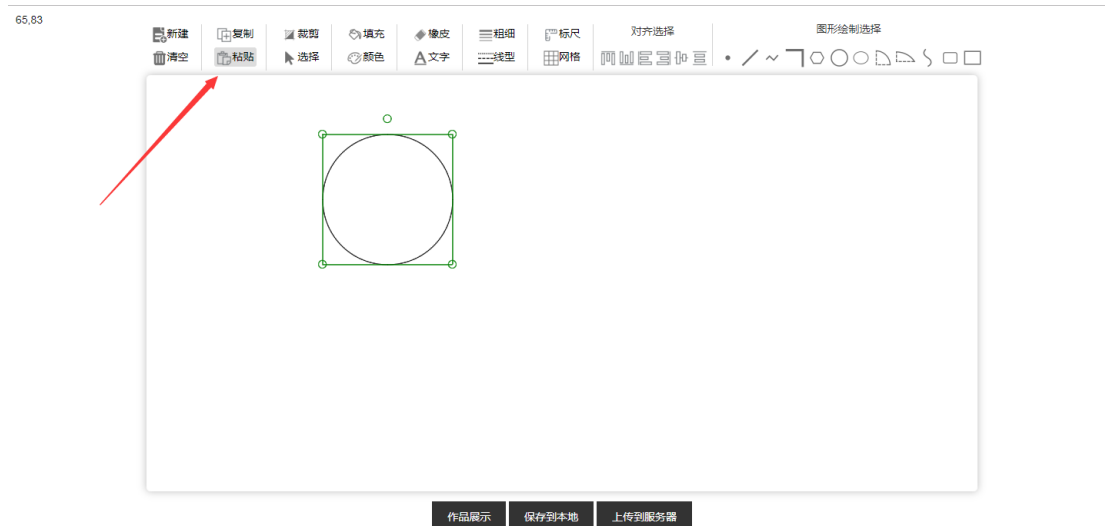 65,83
新建 复制 裁剪 填充 橡皮 粗细 标尺 对齐选择 图形绘制选择
清空 粘贴 选择 颜色 文字 线型 网格
作品展示 保存到本地 上传到服务器